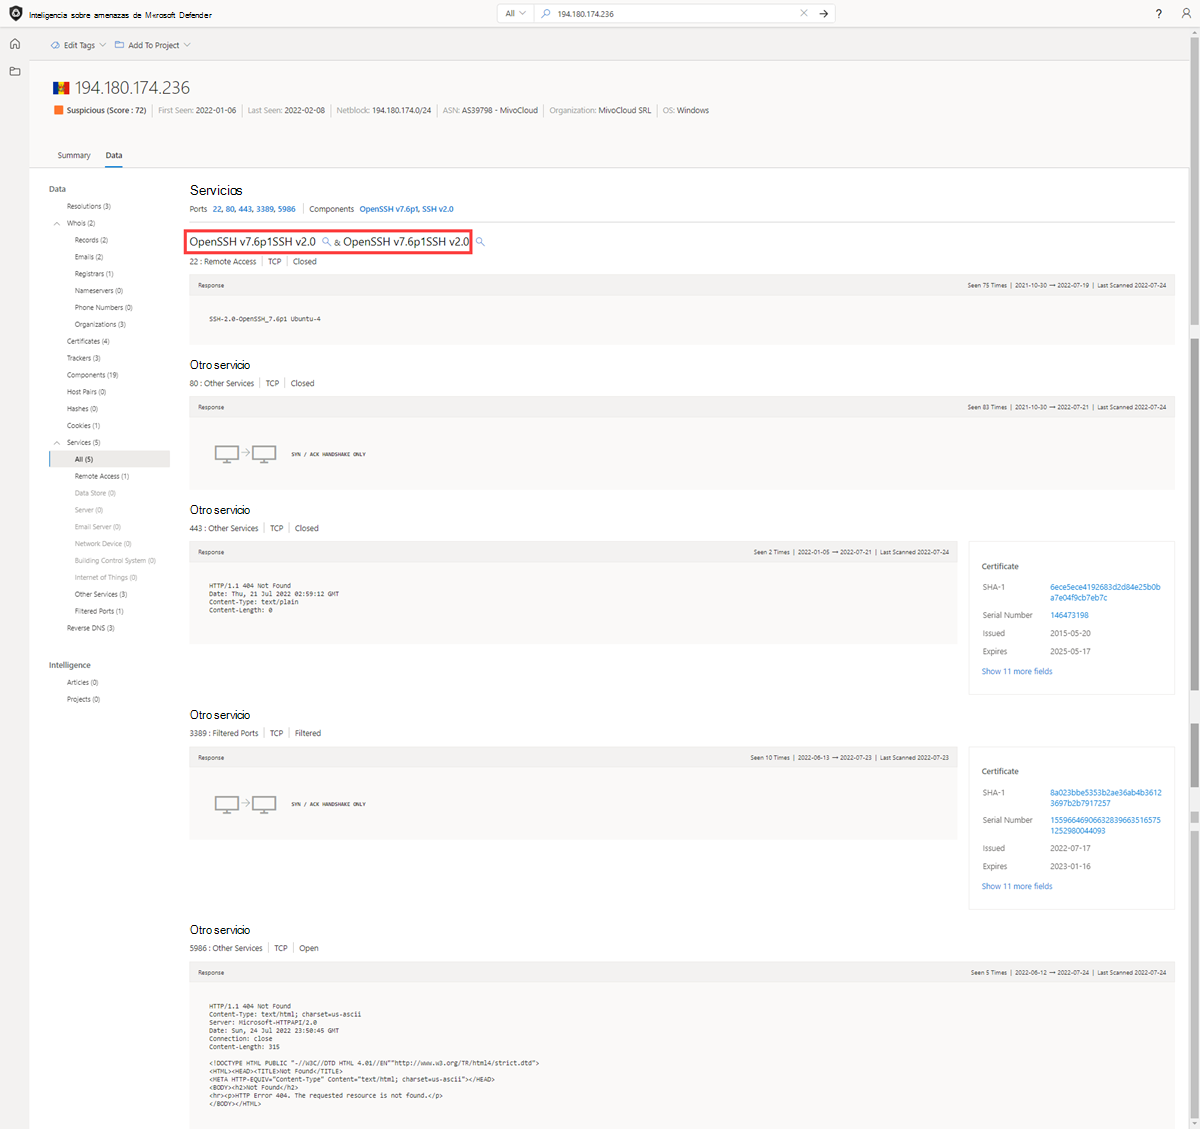 Inteligencia sobre amenazas de Microsoft Defender
All
194.180.174.236
?
Edit Tags
Add To Project
194.180.174.236
Suspicious (Score : 72) | First Seen: 2022-01-06 | Last Seen: 2022-02-08 | Netblock: 194.180.174.0/24 | ASN: AS39798 - MivoCloud | Organization: MivoCloud SRL | OS: Windows
Summary
Data
Data
Resolutions (3)
Whois (2)
Records (2)
Emails (2)
Registrars (1)
Nameservers (0)
Phone Numbers (0)
Organizations (3)
Certificates (4)
Trackers (3)
Components (19)
Host Pairs (0)
Hashes (0)
Cookies (1)
Services (5)
All (5)
Remote Access (1)
Data Store (0)
Server (0)
Email Server (0)
Network Device (0)
Building Control System (0)
Internet of Things (0)
Other Services (3)
Filtered Ports (1)
Reverse DNS (3)
Intelligence
Articles (0)
Projects (0)
Servicios
Ports 22, 80, 443, 3389, 5986 | Components OpenSSH v7.6p1, SSH v2.0
OpenSSH v7.6p1SSH v2.0 & OpenSSH v7.6p1SSH v2.0
22 : Remote Access | TCP | Closed
Response
Seen 75 Times | 2021-10-30 → 2022-07-19 | Last Scanned 2022-07-24
SSH-2.0-OpenSSH_7.6p1 Ubuntu-4
Otro servicio
80 : Other Services | TCP | Closed
Response
Seen 83 Times | 2021-10-30 → 2022-07-21 | Last Scanned 2022-07-24
SYN / ACK HANDSHAKE ONLY
Otro servicio
443 : Other Services | TCP | Closed
Response
Seen 2 Times | 2022-01-05 → 2022-07-21 | Last Scanned 2022-07-24
HTTP/1.1 404 Not Found
Date: Thu, 21 Jul 2022 02:59:12 GMT
Content-Type: text/plain
Content-Length: 0
Certificate
SHA-1 6ece5ece4192683d2d84e25b0b
a7e04f9cb7eb7c
Serial Number 146473198
Issued 2015-05-20
Expires 2025-05-17
Show 11 more fields
Otro servicio
3389 : Filtered Ports | TCP | Filtered
Response
Seen 10 Times | 2022-06-13 → 2022-07-23 | Last Scanned 2022-07-23
SYN / ACK HANDSHAKE ONLY
Certificate
SHA-1 8a023bbe5353b2ae36ab4b3612
3697b2b7917257
Serial Number 15596646906632839663516575
1252980044093
Issued 2022-07-17
Expires 2023-01-16
Show 11 more fields
Otro servicio
5986 : Other Services | TCP | Open
Response
Seen 5 Times | 2022-06-12 → 2022-07-24 | Last Scanned 2022-07-24
HTTP/1.1 404 Not Found
Content-Type: text/html; charset=us-ascii
Server: Microsoft-HTTPAPI/2.0
Date: Sun, 24 Jul 2022 23:50:45 GMT
Connection: close
Content-Length: 315
<!DOCTYPE HTML PUBLIC "-//W3C//DTD HTML 4.01//EN""http://www.w3.org/TR/html4/strict.dtd">
<HTML><HEAD><TITLE>Not Found</TITLE>
<META HTTP-EQUIV="Content-Type" Content="text/html; charset=us-ascii"></HEAD>
<BODY><h2>Not Found</h2>
<hr><p>HTTP Error 404. The requested resource is not found.</p>
</BODY></HTML>